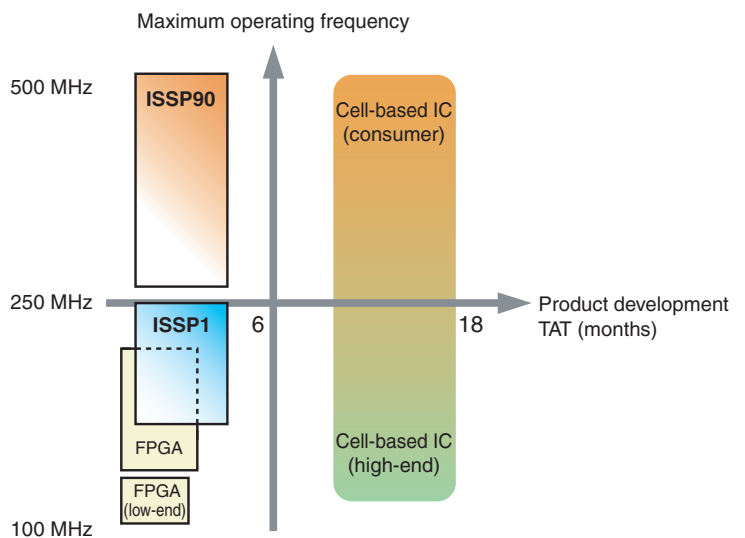 Maximum operating frequency
500 MHz
ISSP90
Cell-based IC
(consumer)
250 MHz
ISSP1
6
18
Product development
TAT (months)
FPGA
Cell-based IC
(high-end)
FPGA
(low-end)
100 MHz